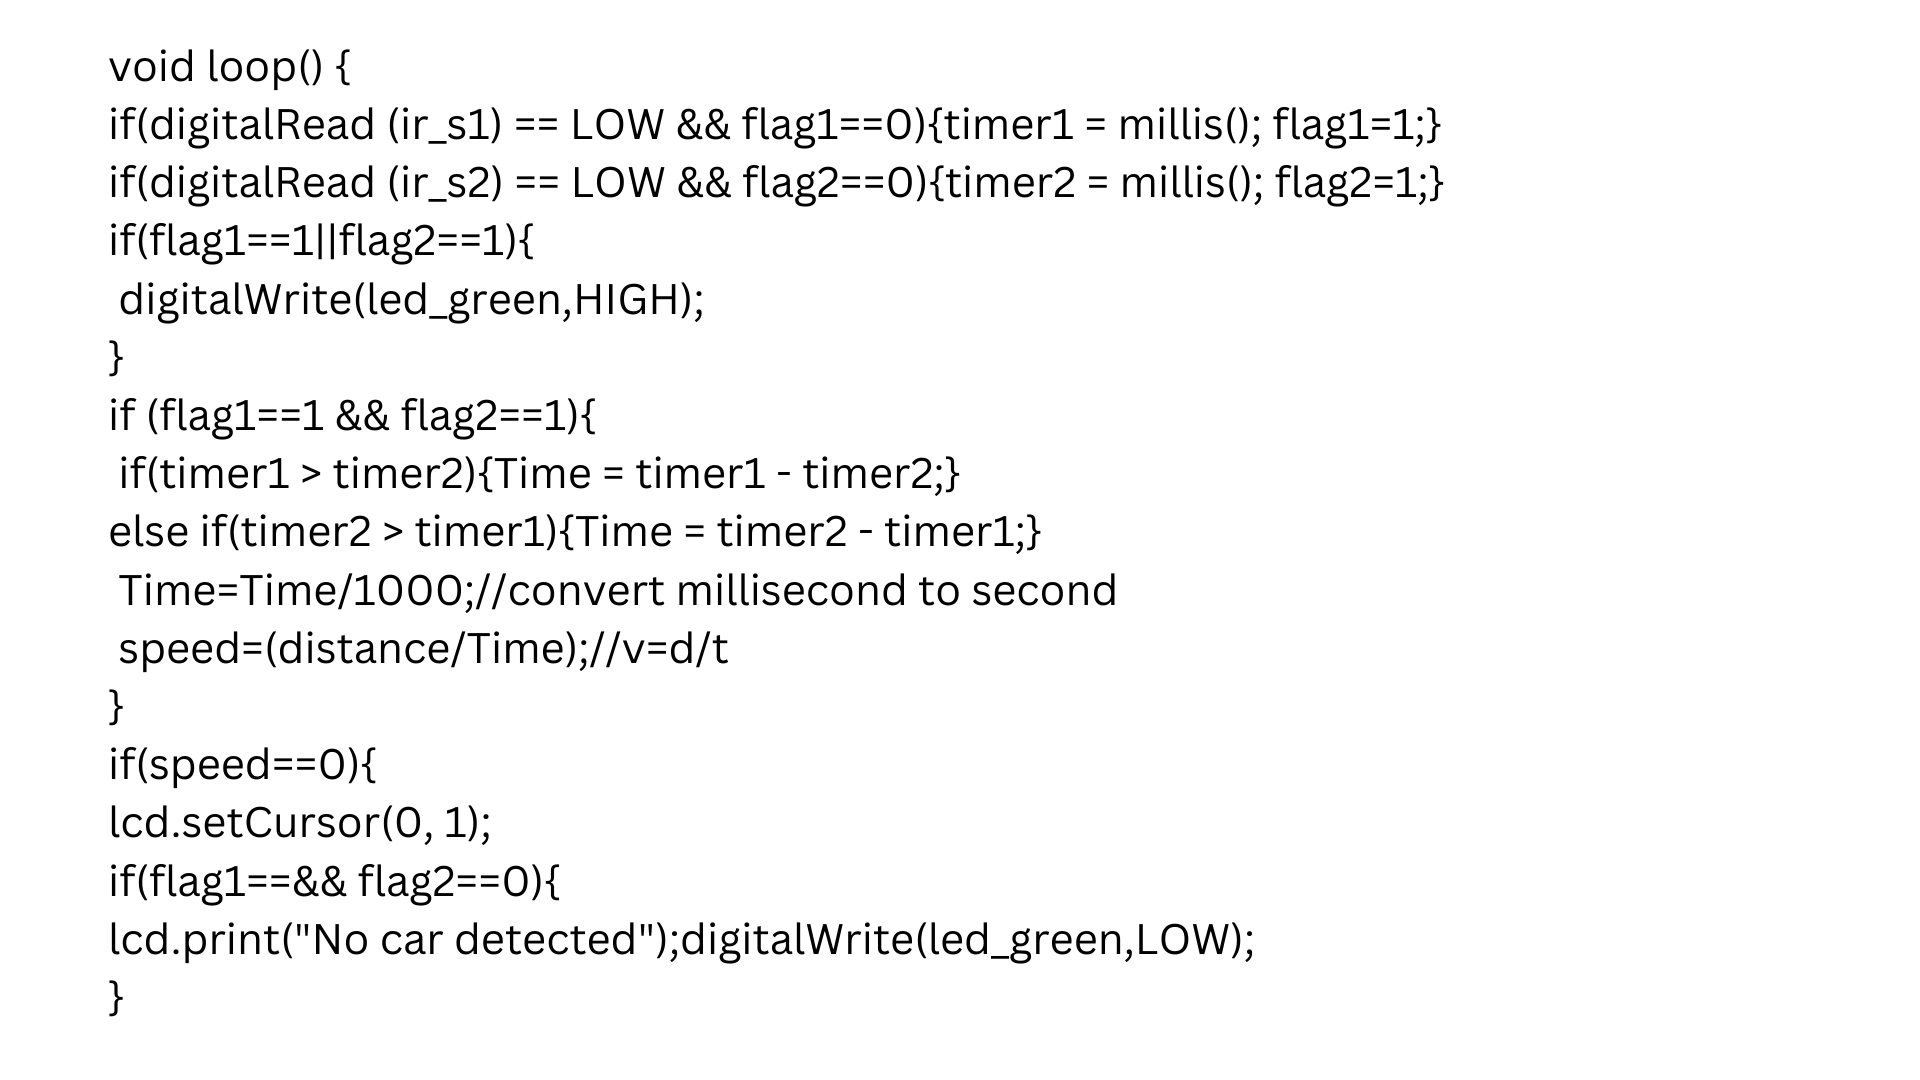 void loop() {
if(digitalRead (ir_s1) == LOW && flag1==0){timer1 = millis(); flag1=1;}
if(digitalRead (ir_s2) == LOW && flag2==0){timer2 = millis(); flag2=1;}
if(flag1==1||flag2==1){
 digitalWrite(led_green,HIGH);
}
if (flag1==1 && flag2==1){
 if(timer1 > timer2){Time = timer1 - timer2;}
else if(timer2 > timer1){Time = timer2 - timer1;}
 Time=Time/1000;//convert millisecond to second
 speed=(distance/Time);//v=d/t
}
if(speed==0){
lcd.setCursor(0, 1);
if(flag1==&& flag2==0){
lcd.print("No car detected");digitalWrite(led_green,LOW);
}